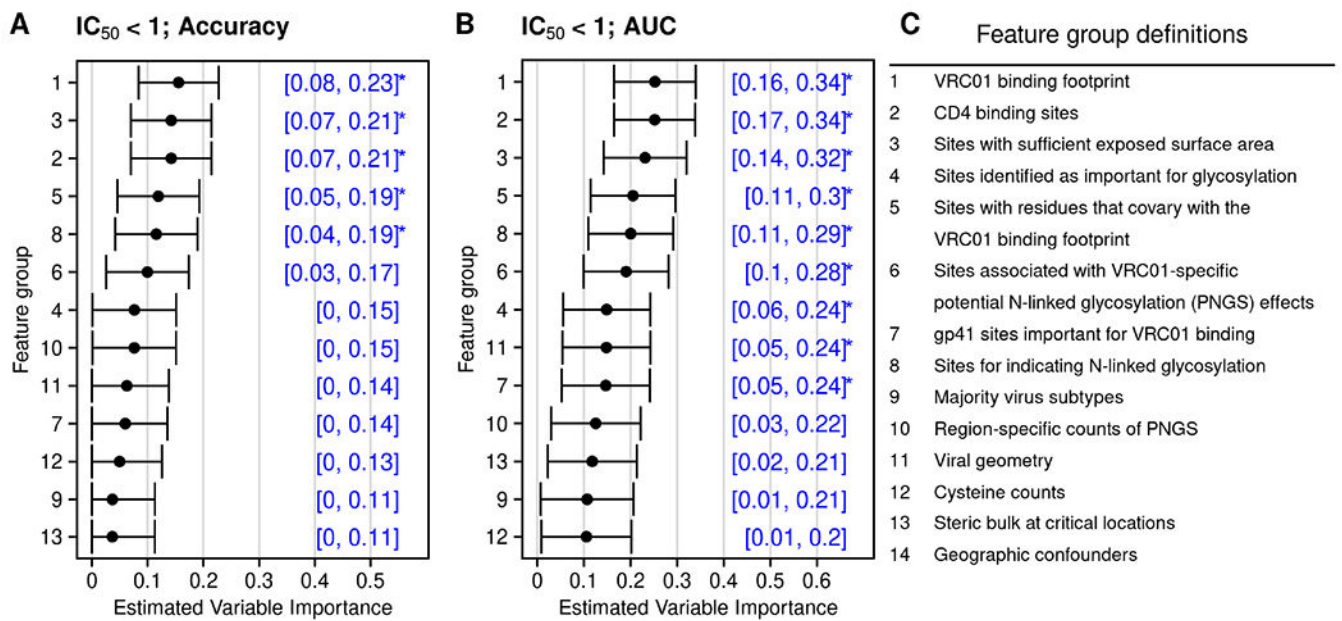 A IC50 < 1; Accuracy
1 [0.08, 0.23]*
3 [0.07, 0.21]*
2 [0.07, 0.21]*
5 [0.05, 0.19]*
8 [0.04, 0.19]*
6 [0.03, 0.17]
4 [0, 0.15]
10 [0, 0.15]
11 [0, 0.14]
7 [0, 0.14]
12 [0, 0.13]
9 [0, 0.11]
13 [0, 0.11]
Feature group
0 0.1 0.2 0.3 0.4 0.5
Estimated Variable Importance
B IC50 < 1; AUC
1 [0.16, 0.34]*
2 [0.17, 0.34]*
3 [0.14, 0.32]*
5 [0.11, 0.3]*
8 [0.11, 0.29]*
6 [0.1, 0.28]*
4 [0.06, 0.24]*
11 [0.05, 0.24]*
7 [0.05, 0.24]*
10 [0.03, 0.22]
13 [0.02, 0.21]
9 [0.01, 0.21]
12 [0.01, 0.2]
Feature group
0 0.1 0.2 0.3 0.4 0.5 0.6
Estimated Variable Importance
C Feature group definitions
1 VRC01 binding footprint
2 CD4 binding sites
3 Sites with sufficient exposed surface area
4 Sites identified as important for glycosylation
5 Sites with residues that covary with the
VRC01 binding footprint
6 Sites associated with VRC01-specific
potential N-linked glycosylation (PNGS) effects
7 gp41 sites important for VRC01 binding
8 Sites for indicating N-linked glycosylation
9 Majority virus subtypes
10 Region-specific counts of PNGS
11 Viral geometry
12 Cysteine counts
13 Steric bulk at critical locations
14 Geographic confounders